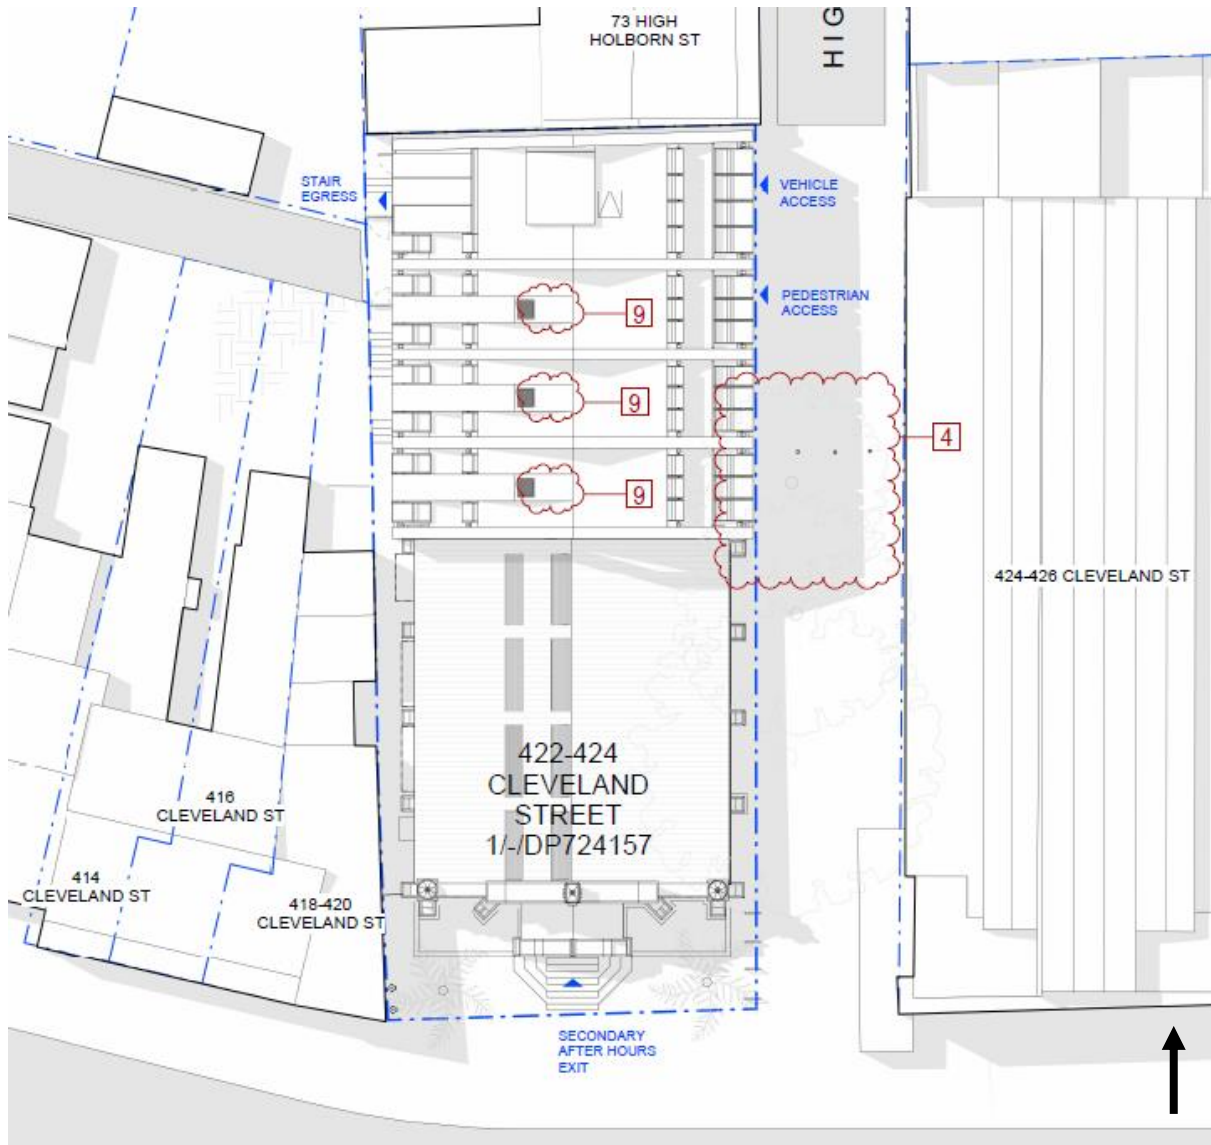 73 HIGH
HOLBORN ST
HIG
STAIR
EGRESS
VEHICLE
ACCESS
PEDESTRIAN
ACCESS
9
9
4
9
424-426 CLEVELAND ST
422-424
CLEVELAND
STREET
1/-/DP724157
416
CLEVELAND ST
414
CLEVELAND ST
418-420
CLEVELAND ST
SECONDARY
AFTER HOURS
EXIT